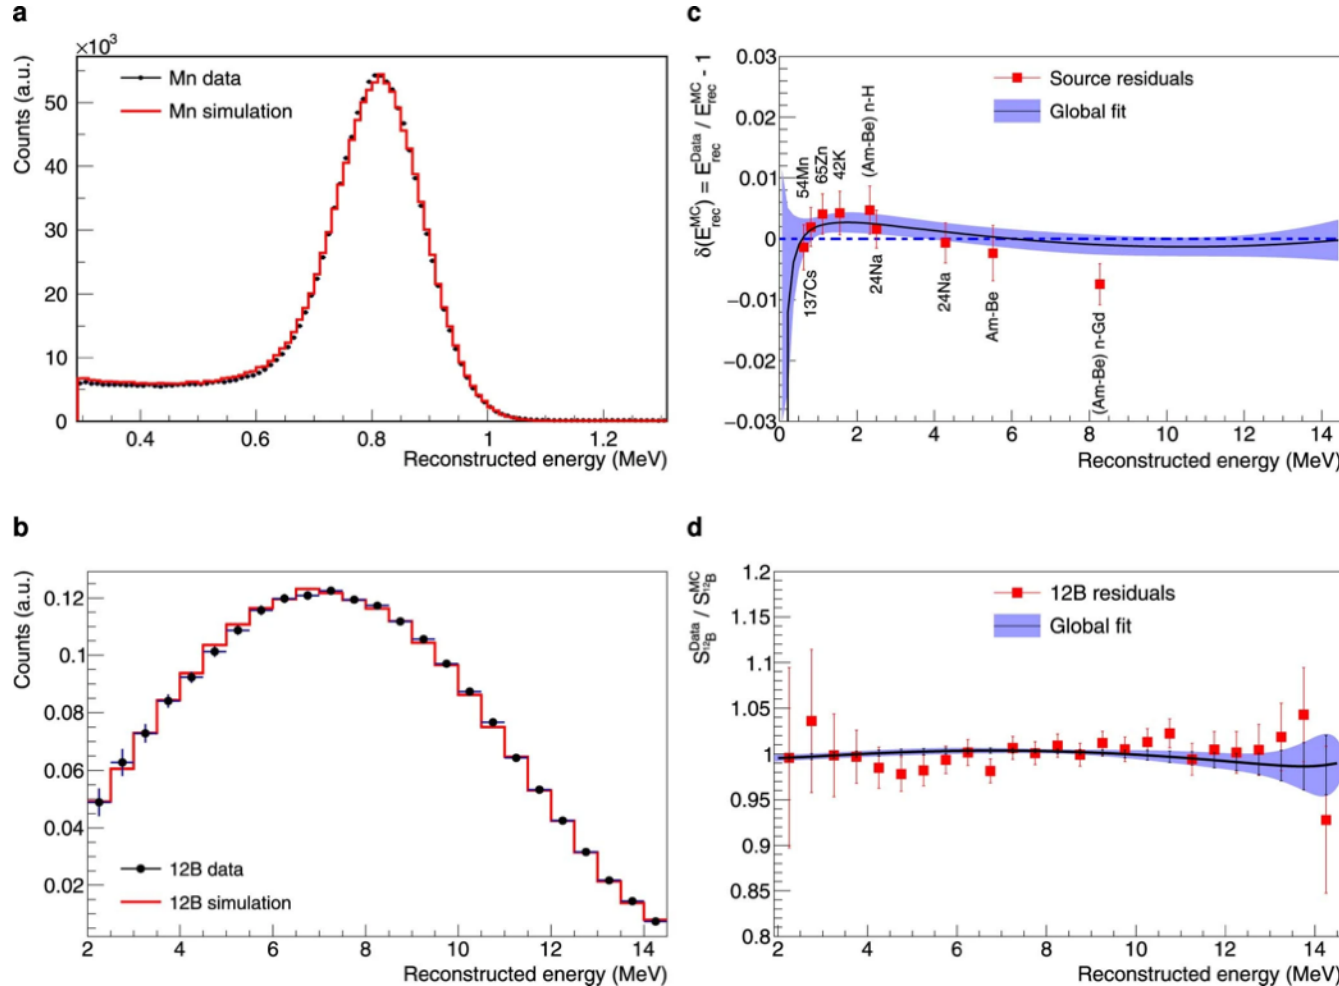 a
×10³
Counts (a.u.)
Mn data
Mn simulation
50
40
30
20
10
0
0.4 0.6 0.8 1 1.2
Reconstructed energy (MeV)
b
Counts (a.u.)
0.12
0.1
0.08
0.06
0.04
0.02
12B data
12B simulation
2 4 6 8 10 12 14
Reconstructed energy (MeV)
c
δ(E_rec^MC) = E_rec^Data / E_rec^MC - 1
0.03
0.02
0.01
0
−0.01
−0.02
−0.03
Source residuals
Global fit
137Cs
54Mn
65Zn
42K
(Am-Be) n-H
24Na
24Na
Am-Be
(Am-Be) n-Gd
0 2 4 6 8 10 12 14
Reconstructed energy (MeV)
d
S_12B^Data / S_12B^MC
1.2
1.15
1.1
1.05
1
0.95
0.9
0.85
0.8
12B residuals
Global fit
4 6 8 10 12 14
Reconstructed energy (MeV)